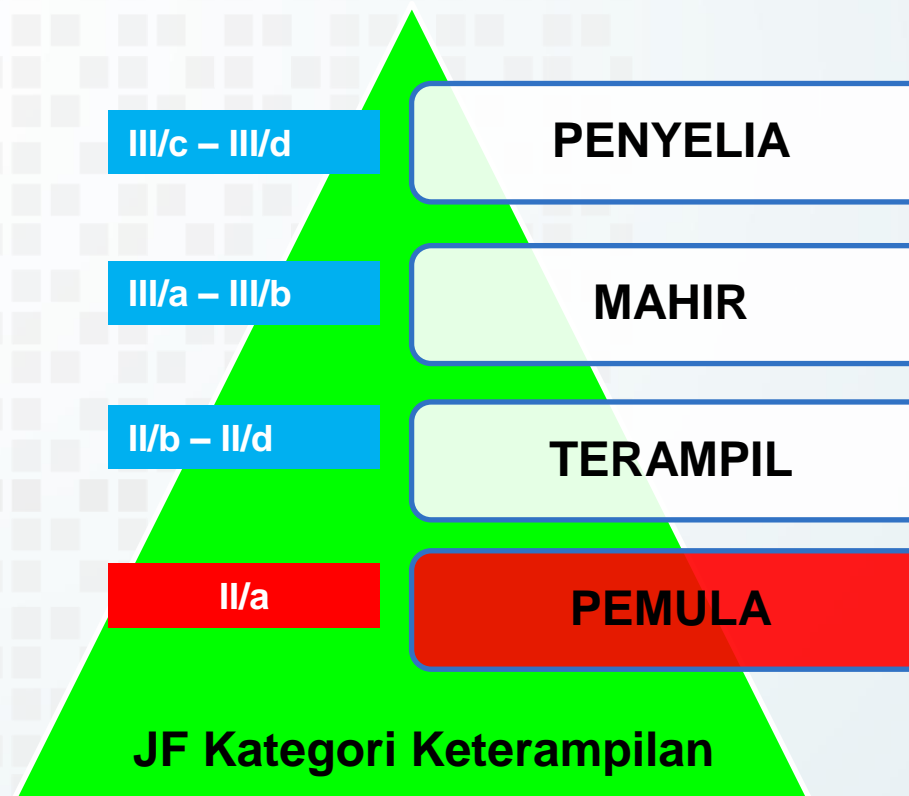 III/c – III/d
PENYELIA
III/a – III/b
MAHIR
II/b – II/d
TERAMPIL
II/a
PEMULA
JF Kategori Keterampilan